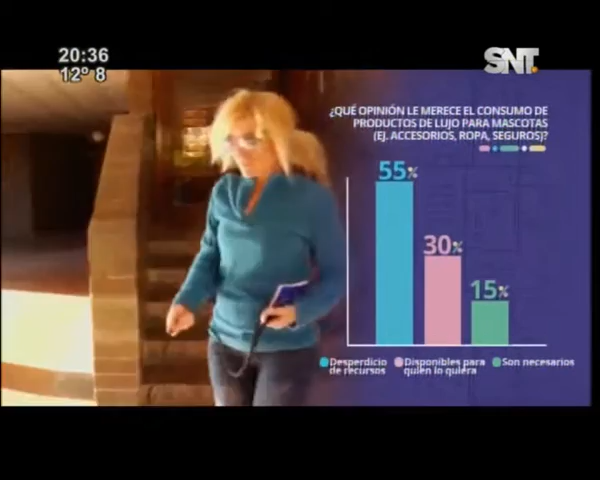 20:36
12° 8
SNT.
¿QUÉ OPINIÓN LE MERECE EL CONSUMO DE
PRODUCTOS DE LUJO PARA MASCOTAS
(EJ. ACCESORIOS, ROPA, SEGUROS)?
55%
30%
15%
Desperdicio de recursos
Disponibles para quien lo quiera
Son necesarios